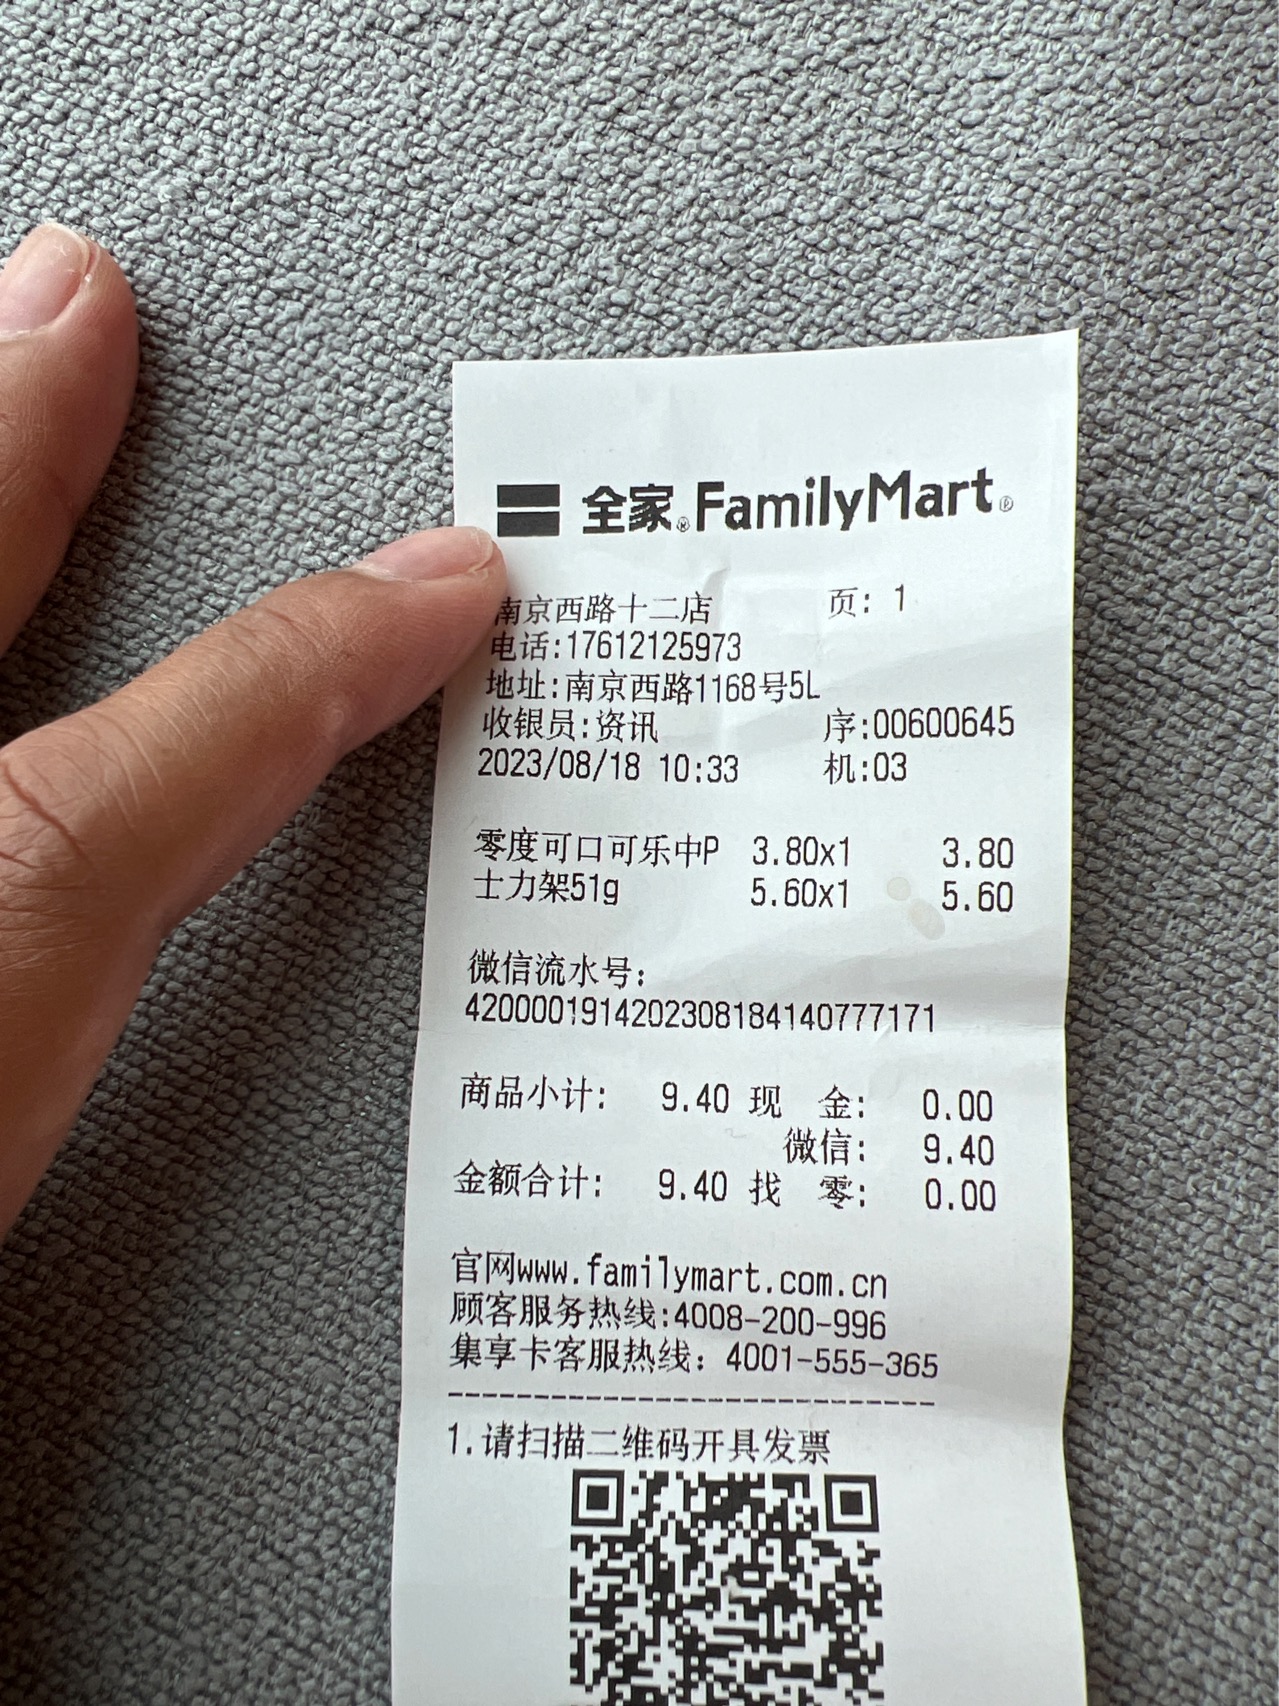 全家® FamilyMart®
南京西路十二店 页: 1
电话:17612125973
地址:南京西路1168号5L
收银员:资讯 序:00600645
2023/08/18 10:33 机:03
零度可口可乐中P 3.80x1 3.80
士力架51g 5.60x1 5.60
微信流水号:
4200001914202308184140777171
商品小计: 9.40 现 金: 0.00
微信: 9.40
金额合计: 9.40 找 零: 0.00
官网www.familymart.com.cn
顾客服务热线:4008-200-996
集享卡客服热线: 4001-555-365
------------------------------
1.请扫描二维码开具发票